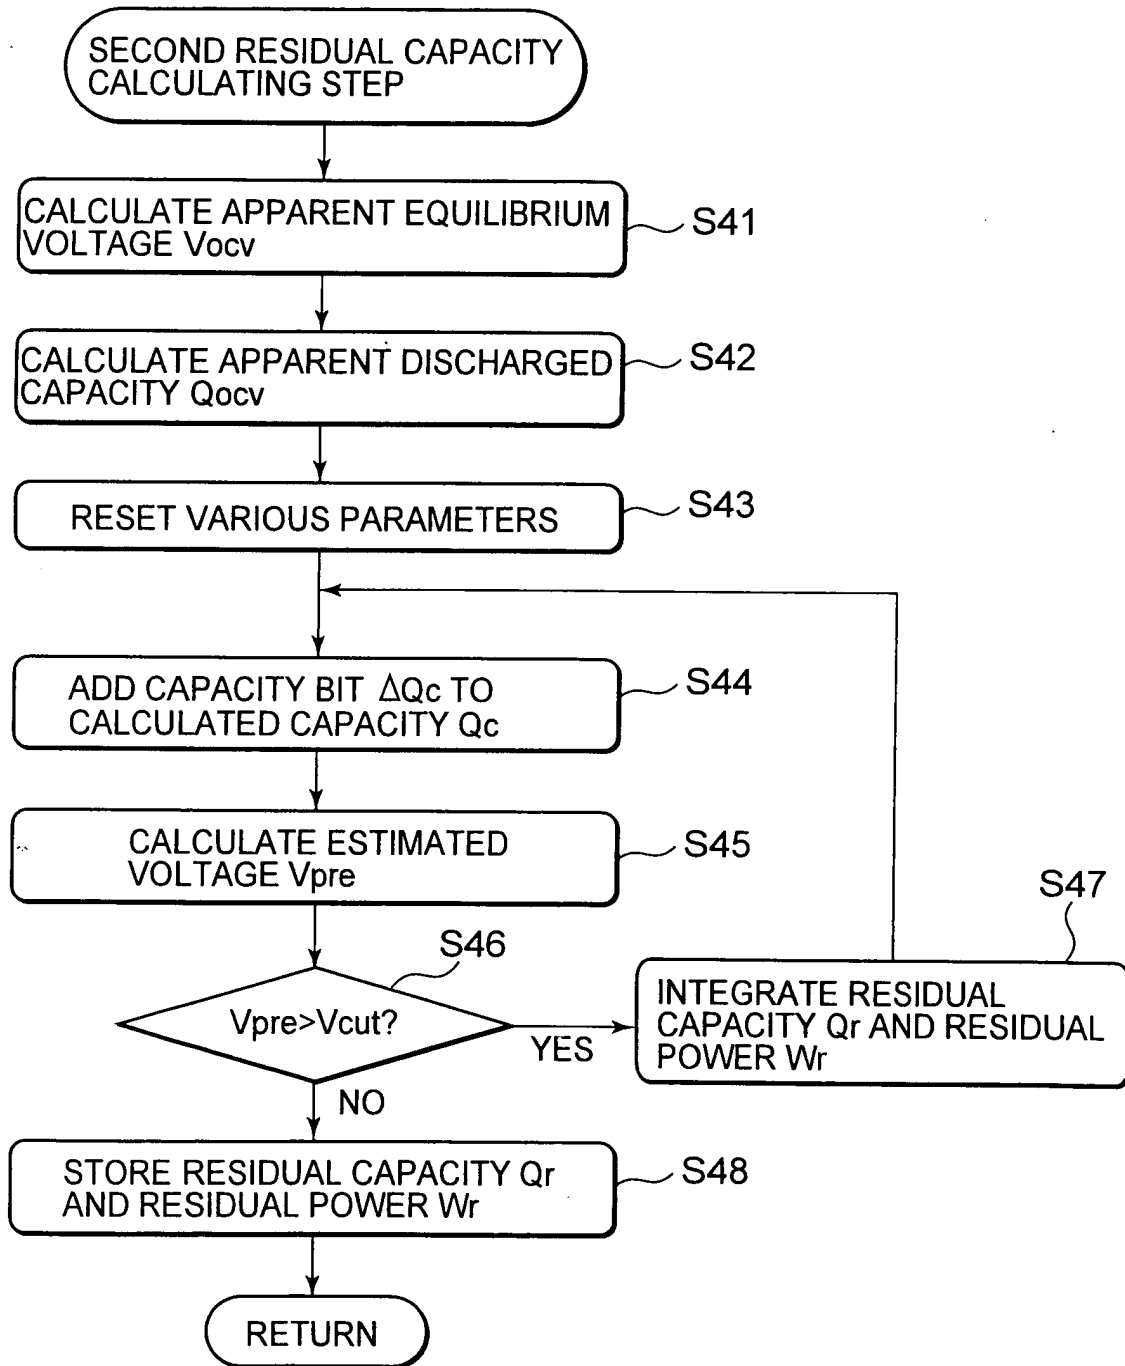 SECOND RESIDUAL CAPACITY
CALCULATING STEP
CALCULATE APPARENT EQUILIBRIUM
VOLTAGE Vocv
S41
CALCULATE APPARENT DISCHARGED
CAPACITY Qocv
S42
RESET VARIOUS PARAMETERS
S43
ADD CAPACITY BIT ΔQc TO
CALCULATED CAPACITY Qc
S44
CALCULATE ESTIMATED
VOLTAGE Vpre
S45
S46
Vpre>Vcut?
YES
S47
INTEGRATE RESIDUAL
CAPACITY Qr AND RESIDUAL
POWER Wr
NO
STORE RESIDUAL CAPACITY Qr
AND RESIDUAL POWER Wr
S48
RETURN